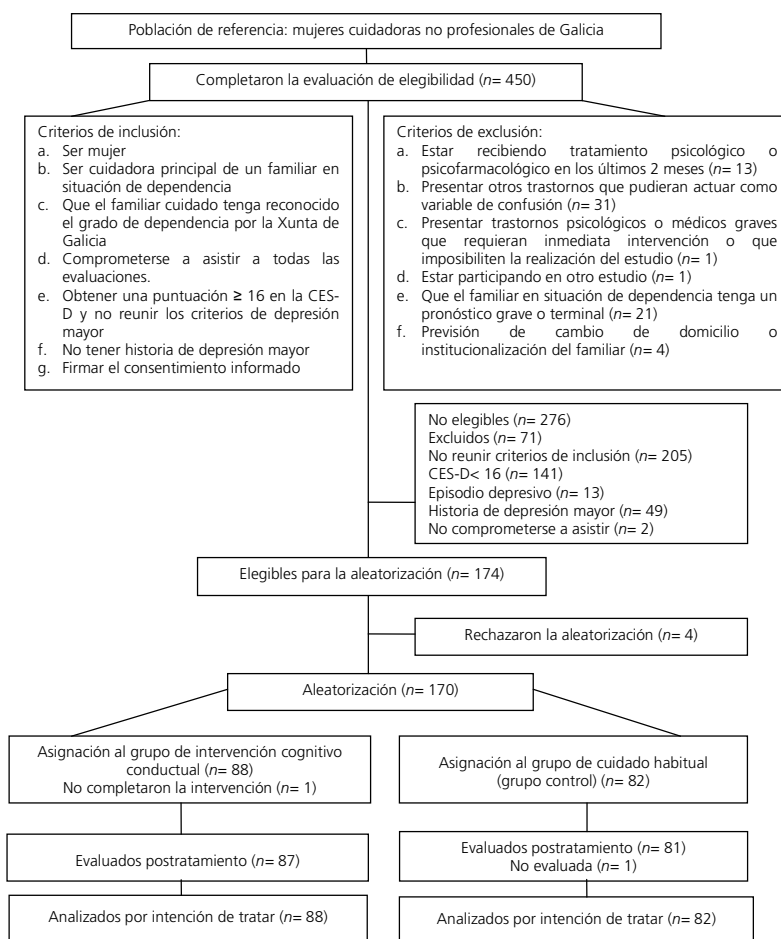 Población de referencia: mujeres cuidadoras no profesionales de Galicia
Completaron la evaluación de elegibilidad (n= 450)
Criterios de inclusión:
a. Ser mujer
b. Ser cuidadora principal de un familiar en
situación de dependencia
c. Que el familiar cuidado tenga reconocido
el grado de dependencia por la Xunta de
Galicia
d. Comprometerse a asistir a todas las
evaluaciones.
e. Obtener una puntuación ≥ 16 en la CES-
D y no reunir los criterios de depresión
mayor
f. No tener historia de depresión mayor
g. Firmar el consentimiento informado
Criterios de exclusión:
a. Estar recibiendo tratamiento psicológico o
psicofarmacológico en los últimos 2 meses (n= 13)
b. Presentar otros trastornos que pudieran actuar como
variable de confusión (n= 31)
c. Presentar trastornos psicológicos o médicos graves
que requieran inmediata intervención o que
imposibiliten la realización del estudio (n= 1)
d. Estar participando en otro estudio (n= 1)
e. Que el familiar en situación de dependencia tenga un
pronóstico grave o terminal (n= 21)
f. Previsión de cambio de domicilio o
institucionalización del familiar (n= 4)
No elegibles (n= 276)
Excluidos (n= 71)
No reunir criterios de inclusión (n= 205)
CES-D< 16 (n= 141)
Episodio depresivo (n= 13)
Historia de depresión mayor (n= 49)
No comprometerse a asistir (n= 2)
Elegibles para la aleatorización (n= 174)
Rechazaron la aleatorización (n= 4)
Aleatorización (n= 170)
Asignación al grupo de intervención cognitivo
conductual (n= 88)
No completaron la intervención (n= 1)
Asignación al grupo de cuidado habitual
(grupo control) (n= 82)
Evaluados postratamiento (n= 87)
Evaluados postratamiento (n= 81)
No evaluada (n= 1)
Analizados por intención de tratar (n= 88)
Analizados por intención de tratar (n= 82)